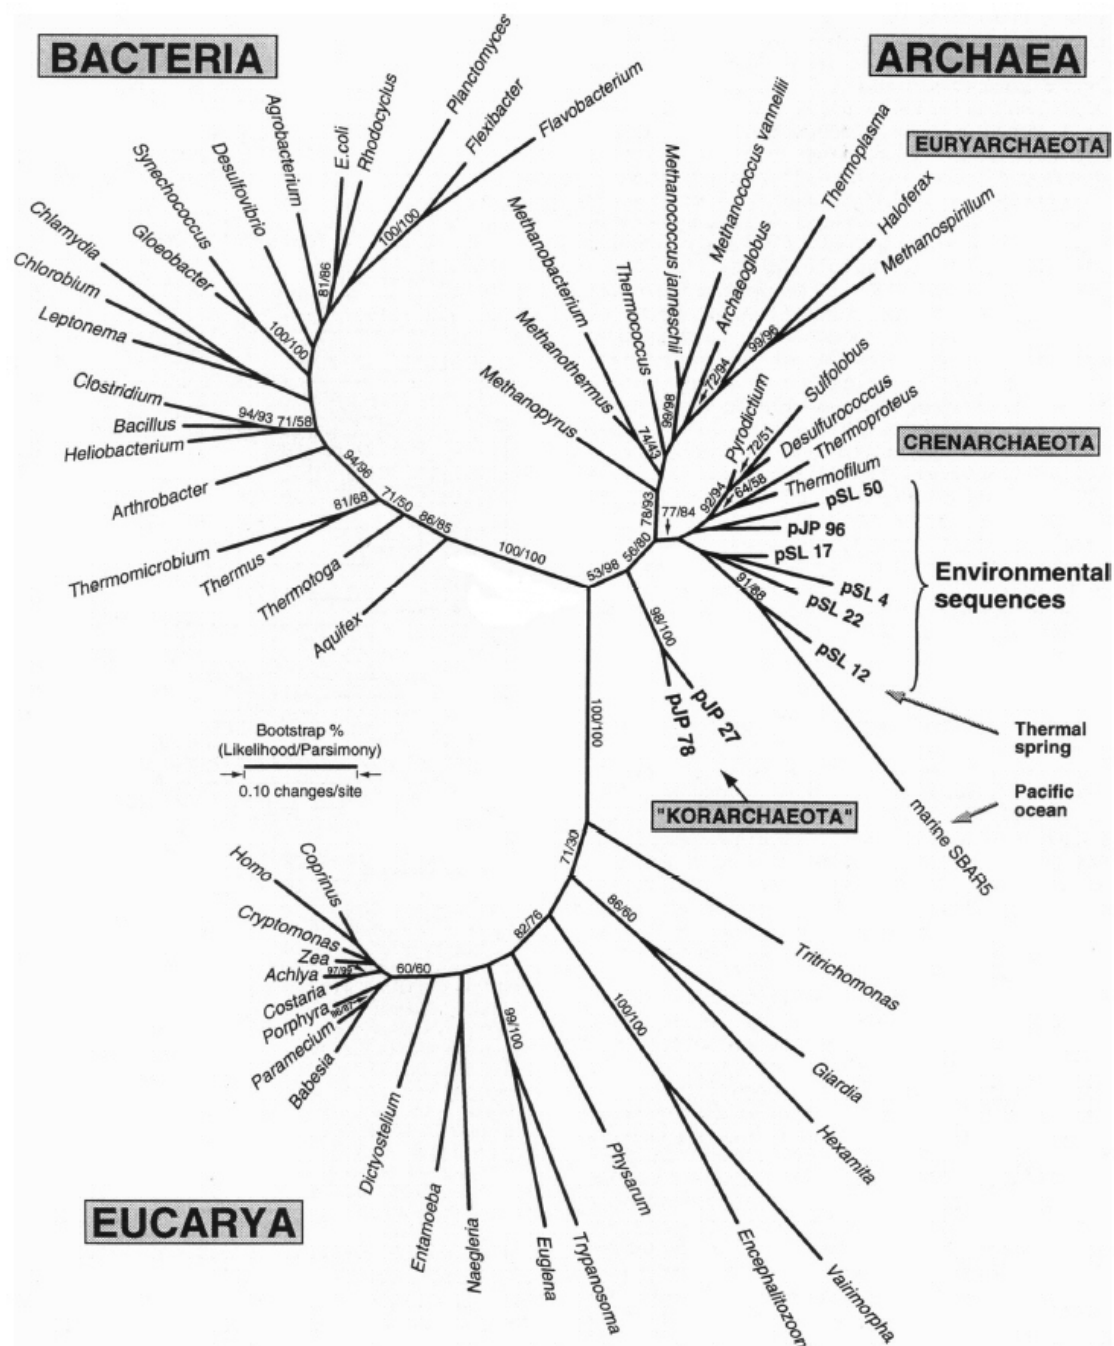 BACTERIA
ARCHAEA
EURYARCHAEOTA
CRENARCHAEOTA
Planctomyces
Flexibacter
Flavobacterium
Rhodocyclus
E.coli
Agrobacterium
Desulfovibrio
Synechococcus
Gloeobacter
Chlamydia
Chlorobium
Leptonema
Clostridium
Bacillus
Heliobacterium
Arthrobacter
Thermomicrobium
Thermus
Thermotoga
Aquifex
100/100
81/86
100/100
94/93
71/58
94/96
81/68
71/50
86/85
100/100
Methanopyrus
Methanothermus
Methanobacterium
Thermococcus
Methanococcus janneschii
Methanococcus vannielii
Archaeoglobus
Thermoplasma
Haloferax
Methanospirillum
74/43
99/98
72/94
99/96
78/93
77/84
56/80
53/98
Pyrodictium
Sulfolobus
Desulfurococcus
Thermoproteus
Thermofilum
pSL 50
pJP 96
pSL 17
pSL 4
pSL 22
pSL 12
92/94
72/51
64/58
91/88
98/100
Environmental
sequences
pJP 27
pJP 78
"KORARCHAEOTA"
Thermal
spring
Pacific
ocean
marine SBAR5
Bootstrap %
(Likelihood/Parsimony)
0.10 changes/site
100/100
71/30
86/60
82/76
100/100
99/100
60/60
Homo
Coprinus
Cryptomonas
Zea
Achlya
Costaria
Porphyra
Paramecium
Babesia
Dictyostelium
Entamoeba
Naegleria
Euglena
Trypanosoma
Physarum
Encephalitozoon
Vairimorpha
Hexamita
Giardia
Tritrichomonas
EUCARYA